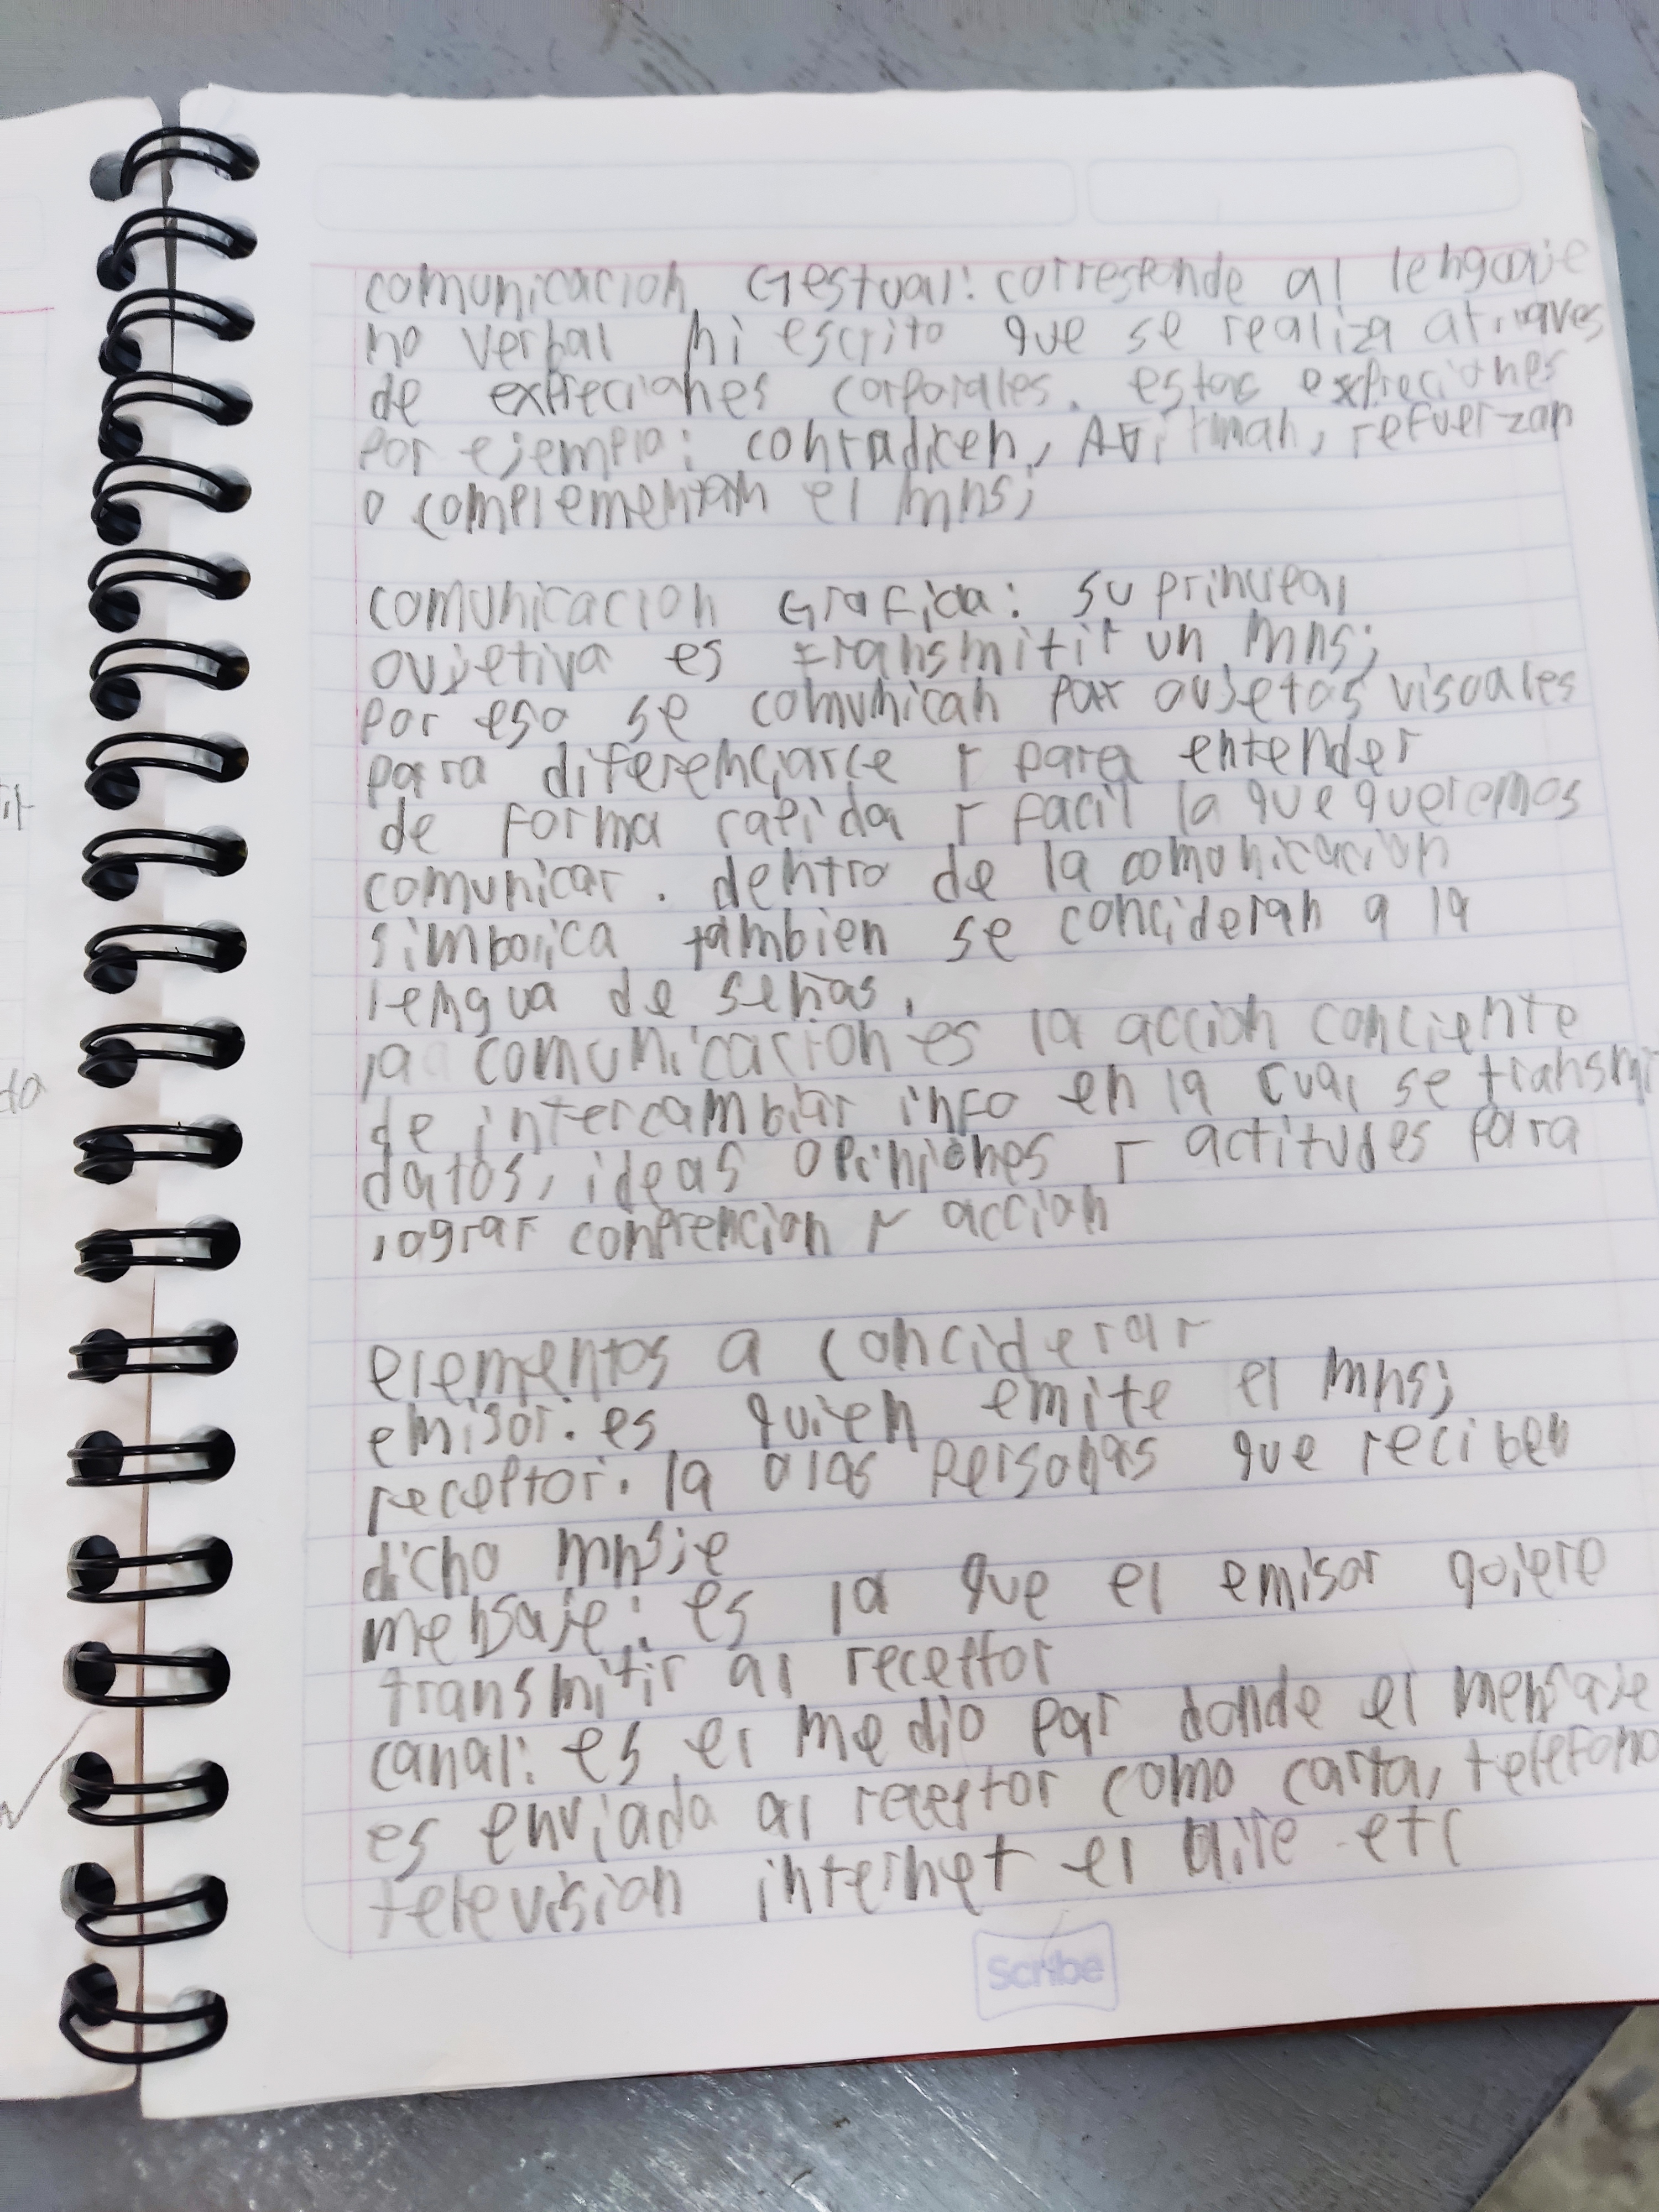 comunicacion Gestual: corresponde al lenguaje
no verbal ni escrito que se realiza atraves
de expreciones corporales. estas expreciones
por ejemplo: contradicen, Afirman, refuerzan
o complementan el mns;
comunicacion Grafica: su principal
ovjetivo es transmitir un mns;
por eso se comunican por ovjetos visuales
para diferenciarce y para entender
de forma rapida y facil lo que queremos
comunicar. dentro de la comunicacion
simbolica tambien se concideran a la
lengua de señas.
la comunicacion es la accion conciente
de intercambiar info en la cual se transmi
datos, ideas opiniones y actitudes para
lograr comprencion y accion
elementos a conciderar
emisor. es quien emite el mns;
receptor. la o las personas que reciben
dicho mnsje
mensaje: es lo que el emisor quiere
transmitir al receptor
canal: es el medio por donde el mensaje
es enviado al receptor como carta, telefono
television internet el aire etc
Scribe